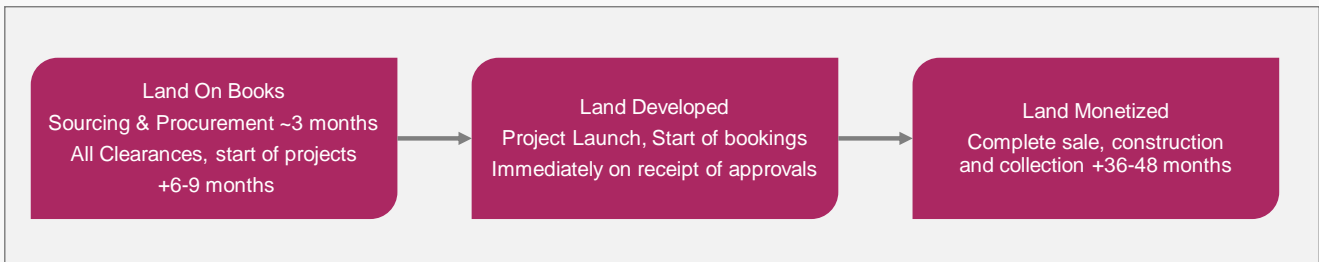 Land On Books
Sourcing & Procurement ~3 months
All Clearances, start of projects
+6-9 months
Land Developed
Project Launch, Start of bookings
Immediately on receipt of approvals
Land Monetized
Complete sale, construction
and collection +36-48 months